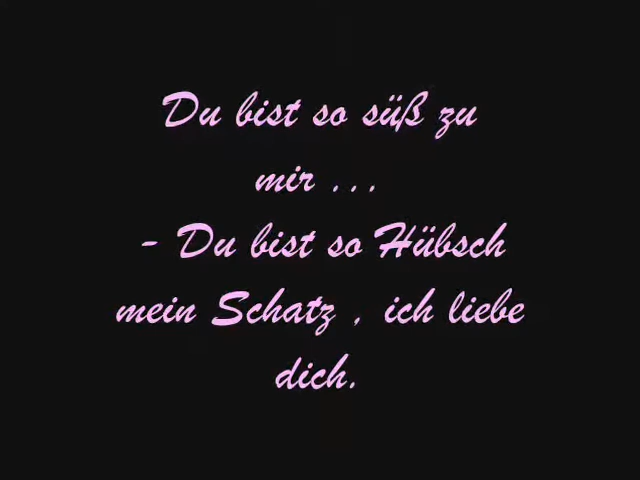 Du bist so süß zu
mir ...
- Du bist so Hübsch
mein Schatz , ich liebe
dich.